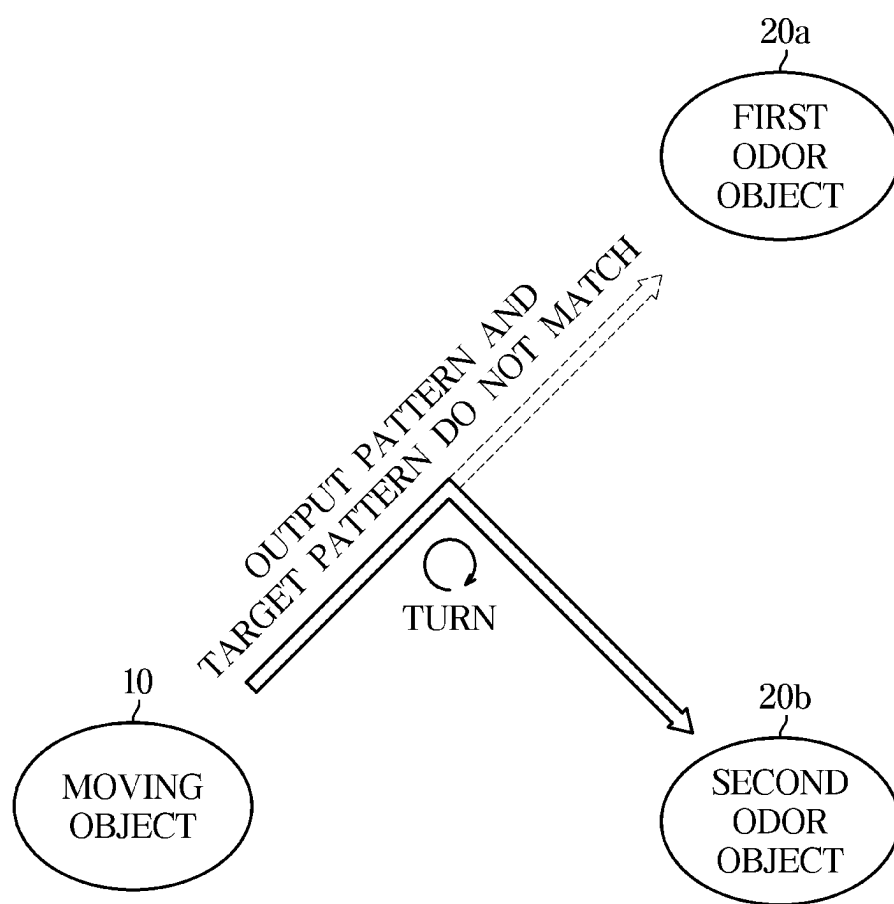 20a
FIRST
ODOR
OBJECT
OUTPUT PATTERN AND
TARGET PATTERN DO NOT MATCH
TURN
10
MOVING
OBJECT
20b
SECOND
ODOR
OBJECT